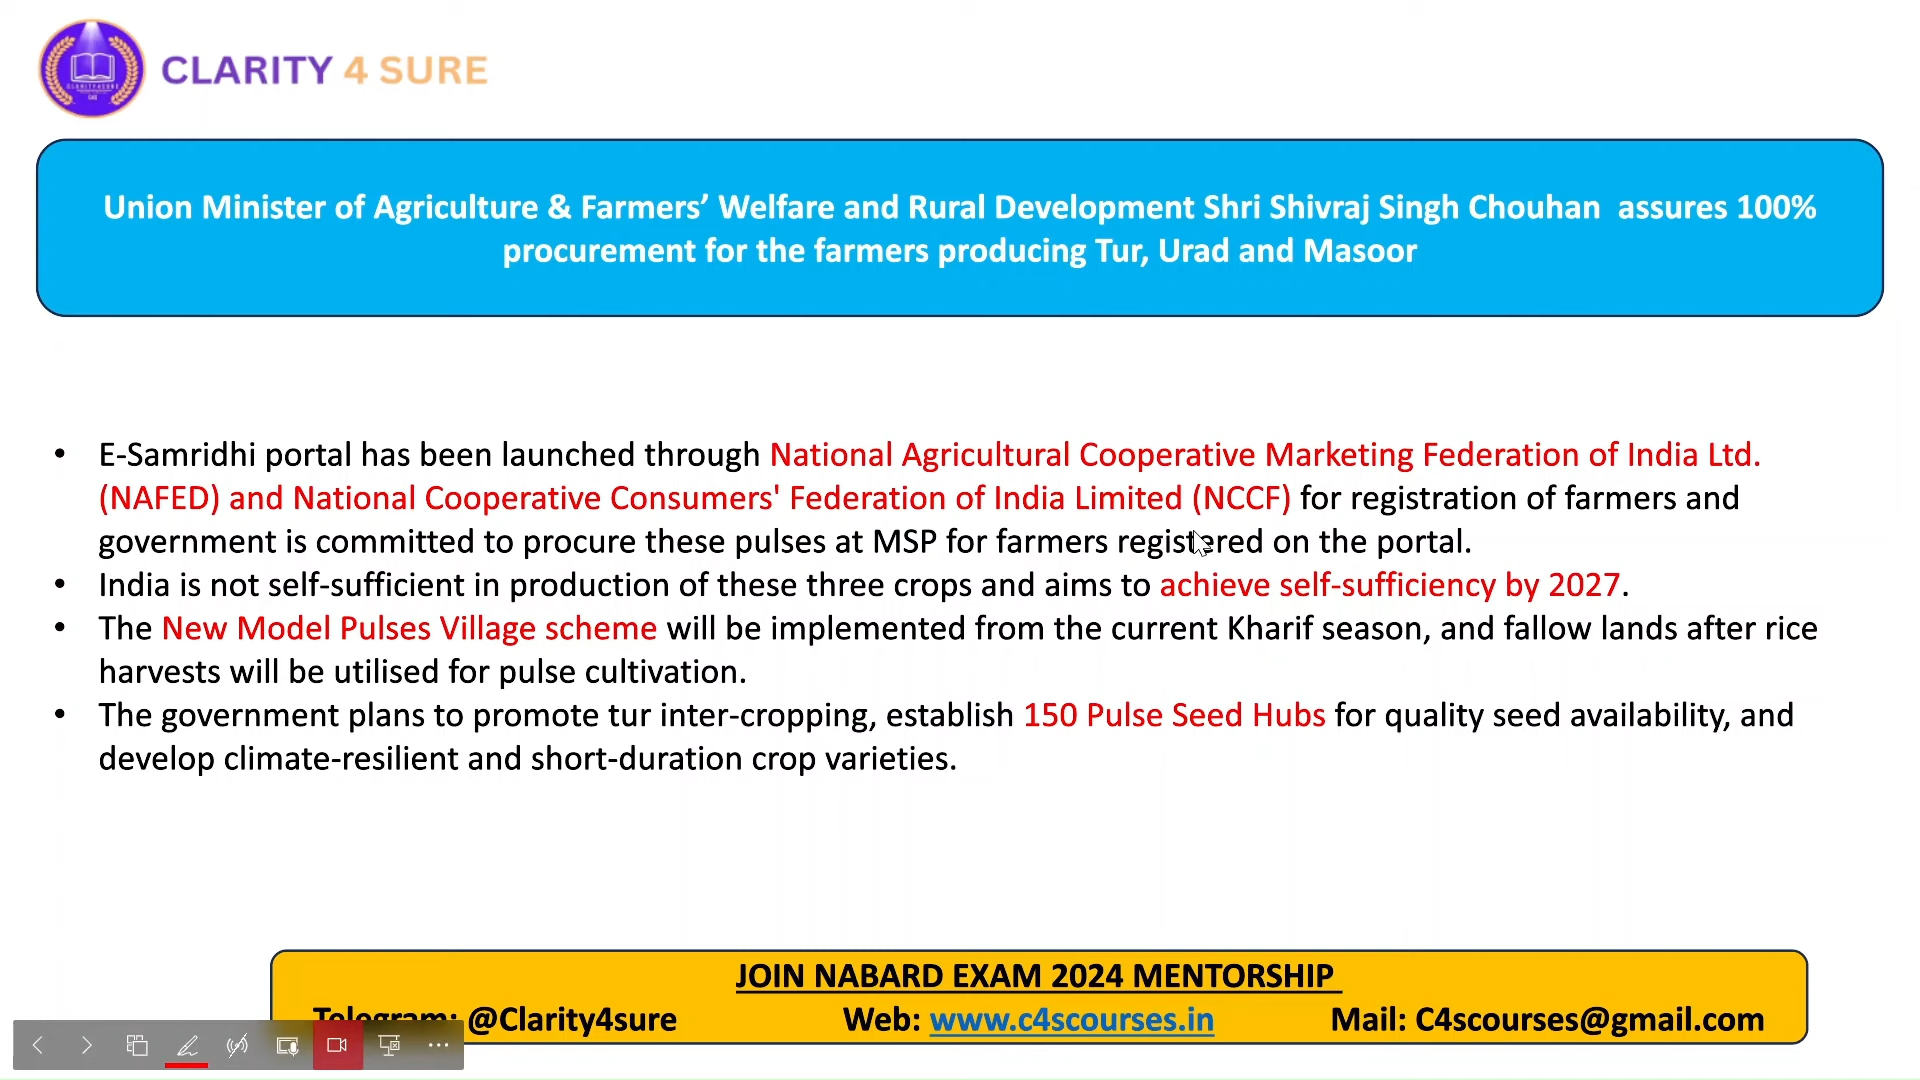 CLARITY 4 SURE
Union Minister of Agriculture & Farmers’ Welfare and Rural Development Shri Shivraj Singh Chouhan assures 100%
procurement for the farmers producing Tur, Urad and Masoor
• E-Samridhi portal has been launched through National Agricultural Cooperative Marketing Federation of India Ltd.
(NAFED) and National Cooperative Consumers' Federation of India Limited (NCCF) for registration of farmers and
government is committed to procure these pulses at MSP for farmers registered on the portal.
• India is not self-sufficient in production of these three crops and aims to achieve self-sufficiency by 2027.
• The New Model Pulses Village scheme will be implemented from the current Kharif season, and fallow lands after rice
harvests will be utilised for pulse cultivation.
• The government plans to promote tur inter-cropping, establish 150 Pulse Seed Hubs for quality seed availability, and
develop climate-resilient and short-duration crop varieties.
JOIN NABARD EXAM 2024 MENTORSHIP
Telegram: @Clarity4sure Web: www.c4scourses.in Mail: C4scourses@gmail.com